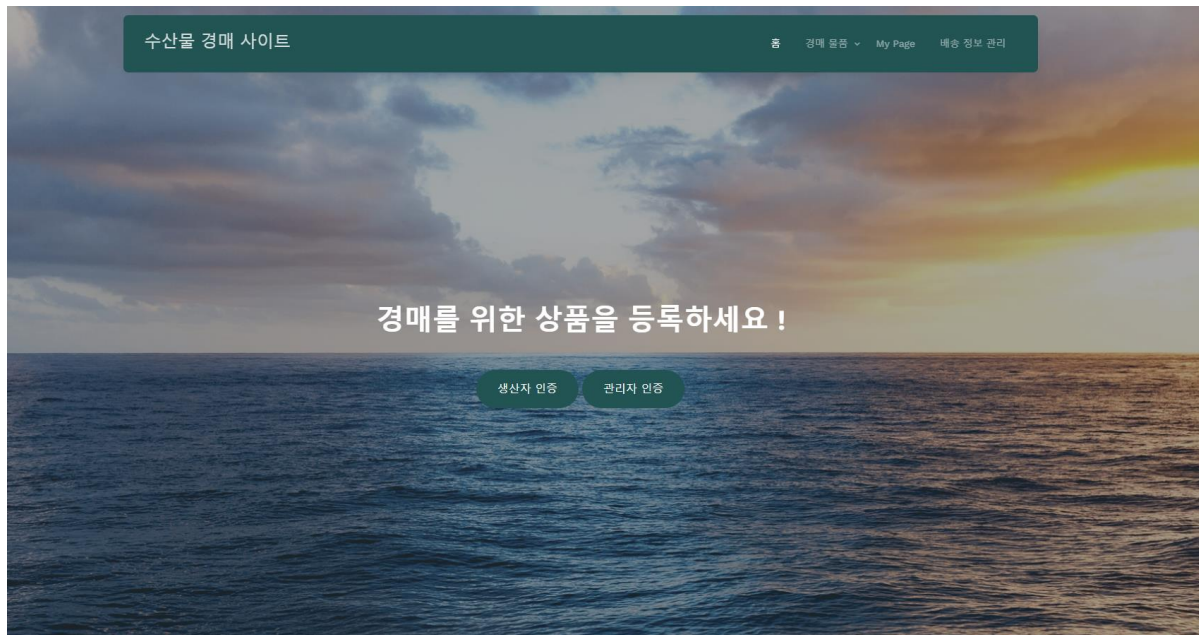 수산물 경매 사이트
홈 경매 물품 My Page 배송 정보 관리
경매를 위한 상품을 등록하세요 !
생산자 인증 관리자 인증